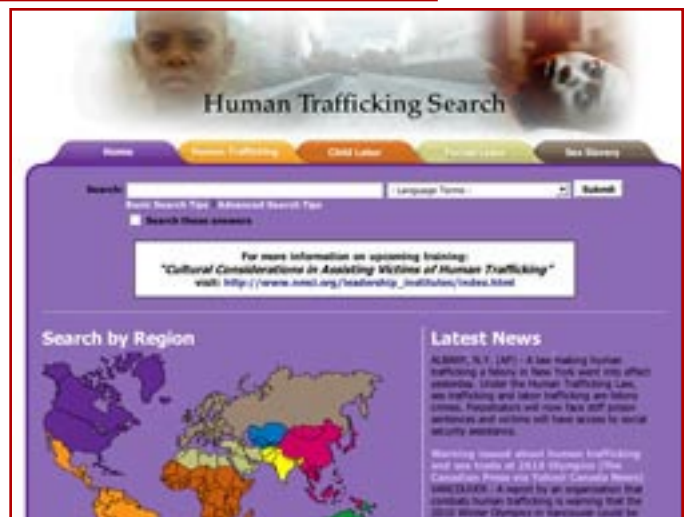 Human Trafficking Search
Home
Human Trafficking
Child Labor
Forced Labor
Sex Slavery
Search:
- Language Terms -
Submit
Basic Search Tips Advanced Search Tips
Search these answers
For more information on upcoming training:
"Cultural Considerations in Assisting Victims of Human Trafficking"
visit: http://www.nmci.org/leadership_institutes/index.html
Search by Region
Latest News
ALBANY, N.Y. (AP) - A law making human
trafficking a felony in New York went into effect
yesterday. Under the Human Trafficking Law,
sex trafficking and labor trafficking are felony
crimes. Perpetrators will now face stiff prison
sentences and victims will have access to social
security assistance.
Warning issued about human trafficking
and sex trade at 2010 Olympics (The
Canadian Press via Yahoo! Canada News)
VANCOUVER - A report by an organization that
combats human trafficking is warning that the
2010 Winter Olympics in Vancouver could be